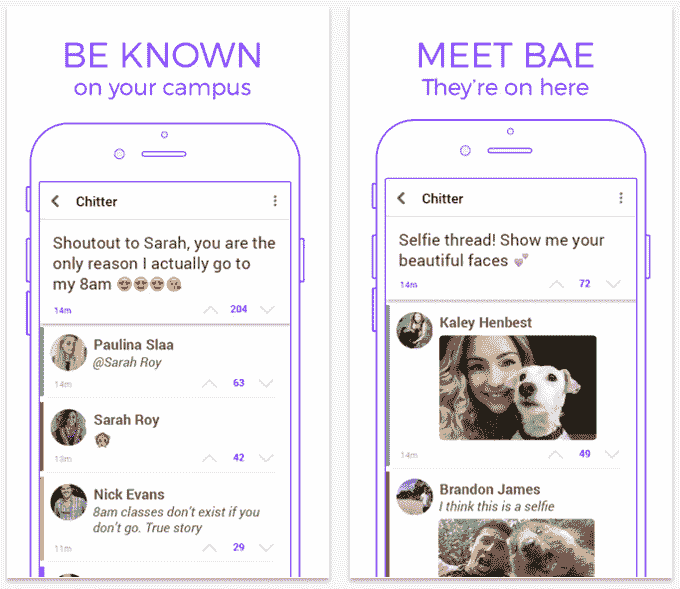 BE KNOWN
on your campus
Chitter
Shoutout to Sarah, you are the
only reason I actually go to
my 8am 😍😍😍😘
14m
204
Paulina Slaa
@Sarah Roy
14m
63
Sarah Roy
🙊
13m
42
Nick Evans
8am classes don’t exist if you
don’t go. True story
11m
29
MEET BAE
They’re on here
Chitter
Selfie thread! Show me your
beautiful faces 💕
14m
72
Kaley Henbest
14m
49
Brandon James
I think this is a selfie